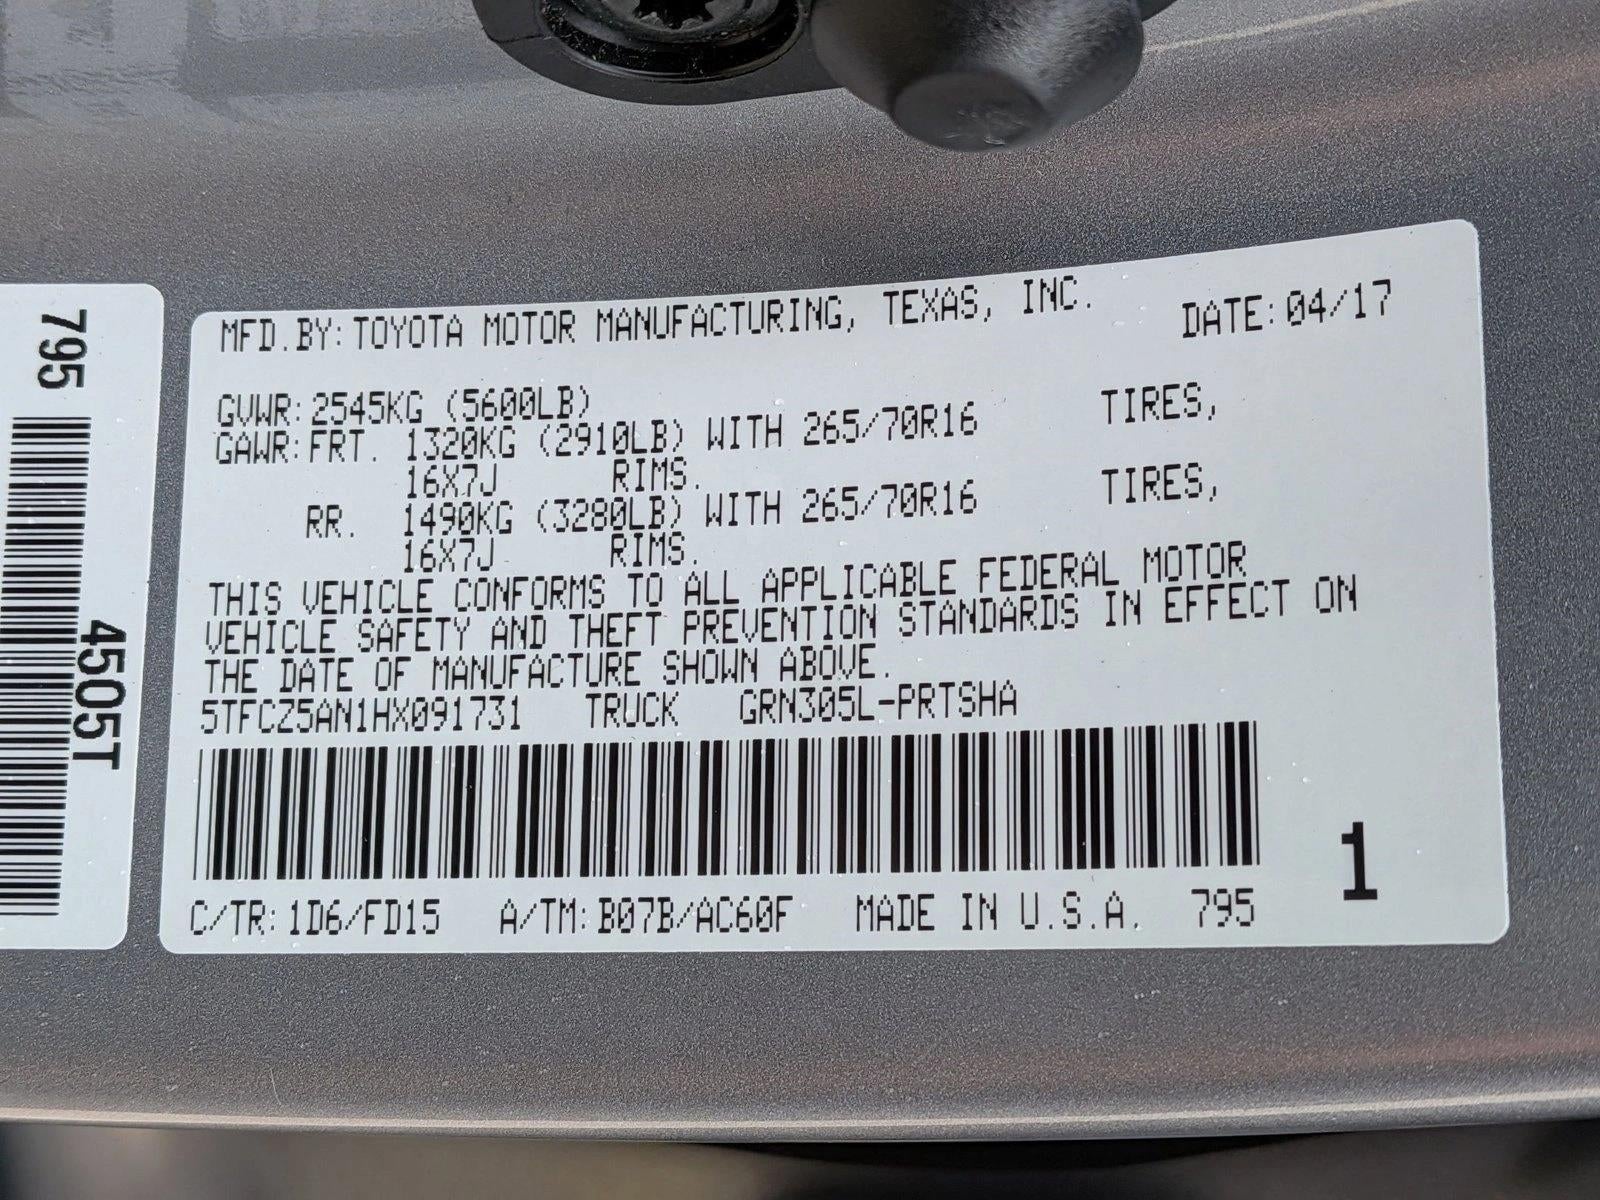 795
4505T
MFD.BY: TOYOTA MOTOR MANUFACTURING, TEXAS, INC. DATE: 04/17
GVWR: 2545KG (5600LB)
GAWR: FRT. 1320KG (2910LB) WITH 265/70R16 TIRES,
16X7J RIMS.
RR. 1490KG (3280LB) WITH 265/70R16 TIRES,
16X7J RIMS.
THIS VEHICLE CONFORMS TO ALL APPLICABLE FEDERAL MOTOR
VEHICLE SAFETY AND THEFT PREVENTION STANDARDS IN EFFECT ON
THE DATE OF MANUFACTURE SHOWN ABOVE.
5TFCZ5AN1HX091731 TRUCK GRN305L-PRTSHA
1
C/TR: 1D6/FD15 A/TM: B07B/AC60F MADE IN U.S.A. 795